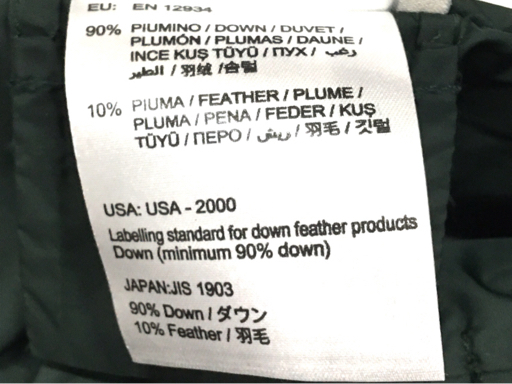 EU: EN 12934
90% PIUMINO / DOWN / DUVET /
PLUMÓN / PLUMAS / DAUNE /
INCE KUŞ TÜYÜ / ПУХ / زغب
الطير / 羽绒 / 솜털
10% PIUMA / FEATHER / PLUME /
PLUMA / PENA / FEDER / KUŞ
TÜYÜ / ПЕРО / ريش / 羽毛 / 깃털
USA: USA - 2000
Labelling standard for down feather products
Down (minimum 90% down)
JAPAN:JIS 1903
90% Down / ダウン
10% Feather / 羽毛